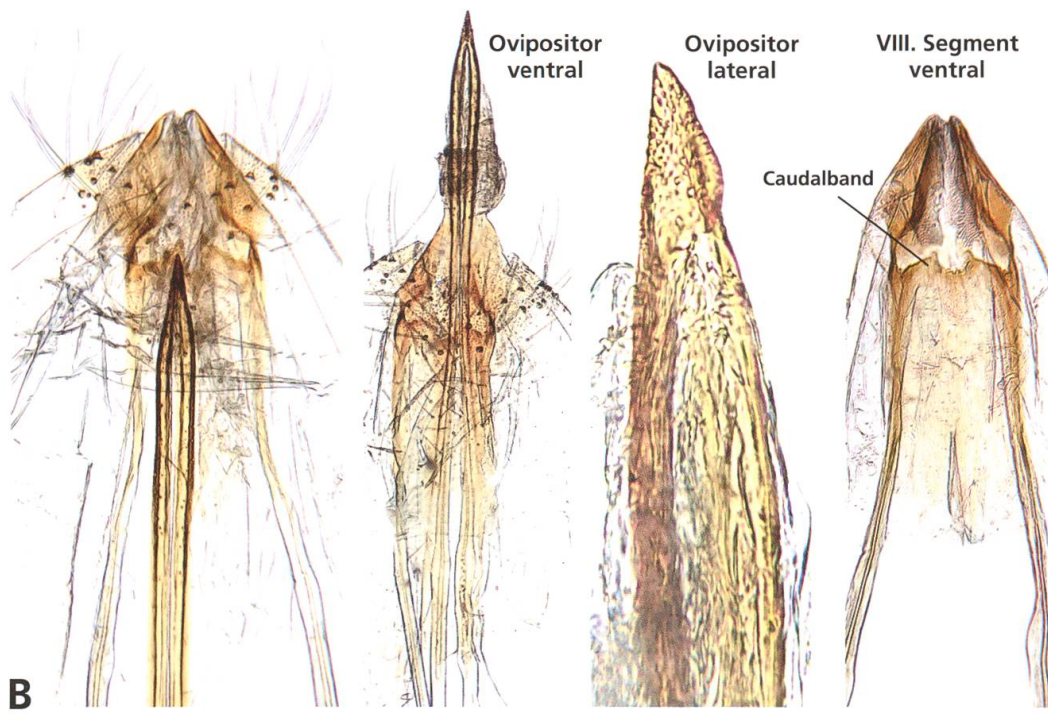 Ovipositor
ventral
Ovipositor
lateral
VIII. Segment
ventral
Caudalband
B